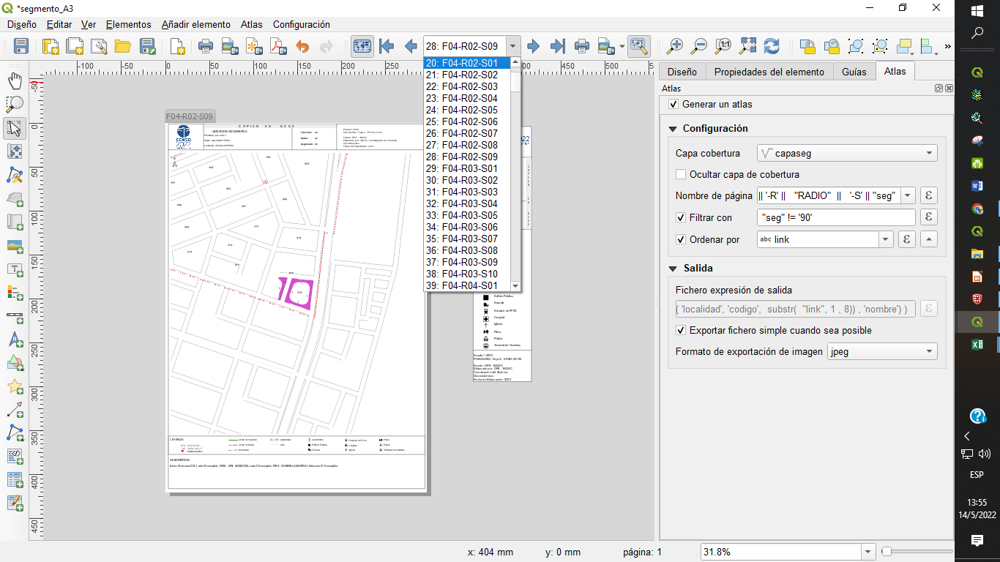 *segmento_A3
Diseño Editar Ver Elementos Añadir elemento Atlas Configuración
28: F04-R02-S09
20: F04-R02-S01
21: F04-R02-S02
22: F04-R02-S03
23: F04-R02-S04
24: F04-R02-S05
25: F04-R02-S06
26: F04-R02-S07
27: F04-R02-S08
28: F04-R02-S09
29: F04-R03-S01
30: F04-R03-S02
31: F04-R03-S03
32: F04-R03-S04
33: F04-R03-S05
34: F04-R03-S06
35: F04-R03-S07
36: F04-R03-S08
37: F04-R03-S09
38: F04-R03-S10
39: F04-R04-S01
-100 -50 0 50 100 150 200 250 400 450 500
-50
0
50
100
150
200
250
300
350
400
450
F04-R02-S09
COPIAR EN SEDE
UBICACION GEOGRAFICA
CENSO
LEYENDA
DESCRIPCION
Edificio Público
Escuela
Estación de FFCC
Hospital
Iglesia
Plaza
Policía
Terminal de Omnibus
Diseño Propiedades del elemento Guías Atlas
Atlas
Generar un atlas
Configuración
Capa cobertura capaseg
Ocultar capa de cobertura
Nombre de página || '-R' || "RADIO" || '-S' || "seg"
Filtrar con "seg" != '90'
Ordenar por abc link
Salida
Fichero expresión de salida
( 'localidad', 'codigo', substr( "link", 1 , 8)) , 'nombre') )
Exportar fichero simple cuando sea posible
Formato de exportación de imagen jpeg
x: 404 mm y: 0 mm página: 1 31.8%
ESP
13:55
14/5/2022